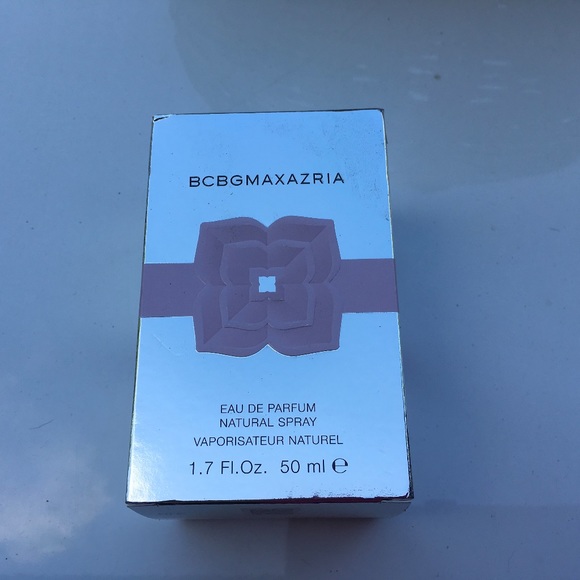 BCBGMAXAZRIA
EAU DE PARFUM
NATURAL SPRAY
VAPORISATEUR NATUREL
1.7 Fl.Oz. 50 ml ℮